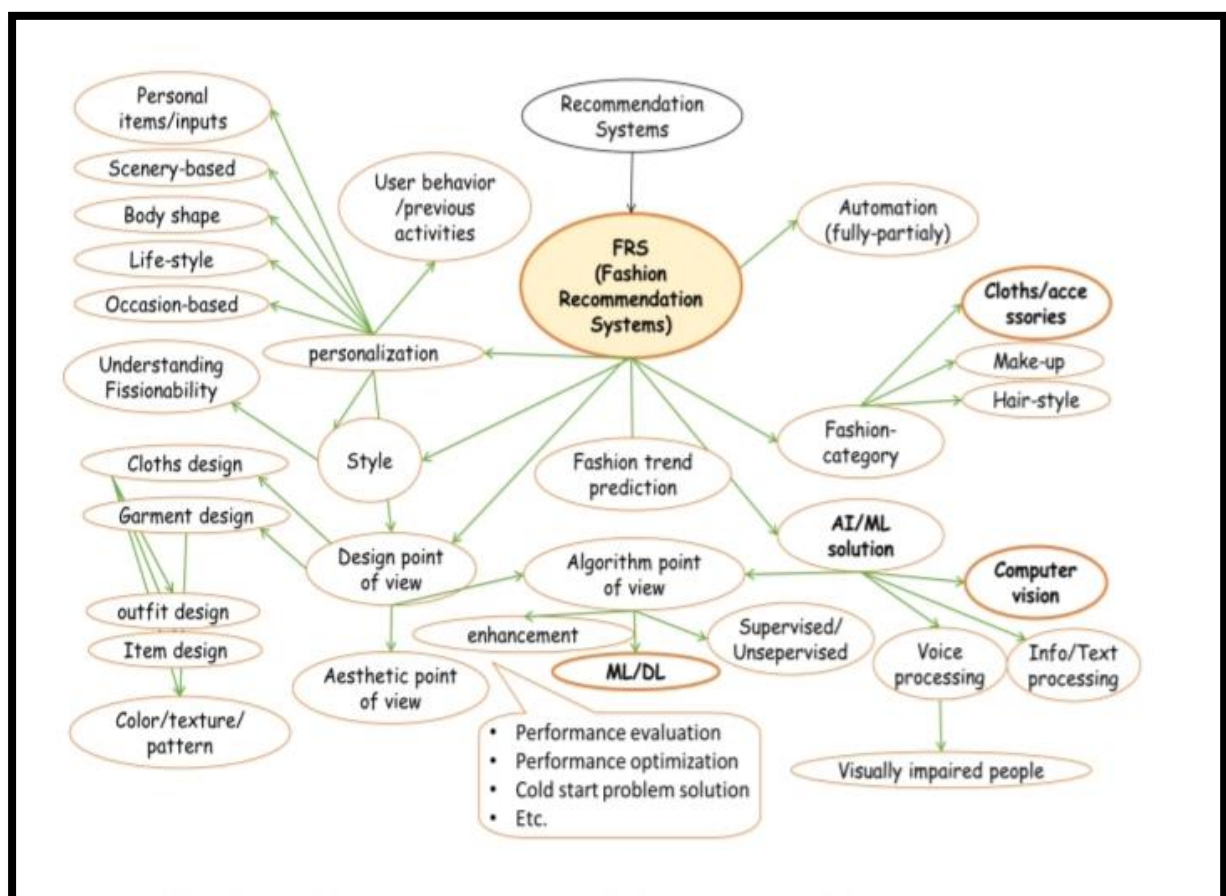 Recommendation
Systems
FRS
(Fashion
Recommendation
Systems)
Automation
(fully-partialy)
User behavior
/previous
activities
Personal
items/inputs
Scenery-based
Body shape
Life-style
Occasion-based
personalization
Understanding
Fissionability
Style
Cloths/acce
ssories
Make-up
Hair-style
Fashion-
category
Fashion trend
prediction
AI/ML
solution
Cloths design
Garment design
outfit design
Item design
Color/texture/
pattern
Design point
of view
Aesthetic point
of view
Algorithm point
of view
enhancement
ML/DL
Supervised/
Unsepervised
• Performance evaluation
• Performance optimization
• Cold start problem solution
• Etc.
Computer
vision
Voice
processing
Info/Text
processing
Visually impaired people